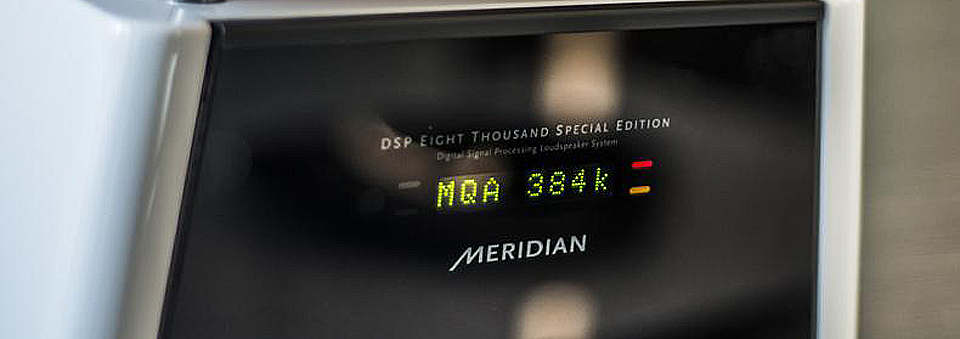 DSP EIGHT THOUSAND SPECIAL EDITION
Digital Signal Processing Loudspeaker System
MQA 384k
MERIDIAN